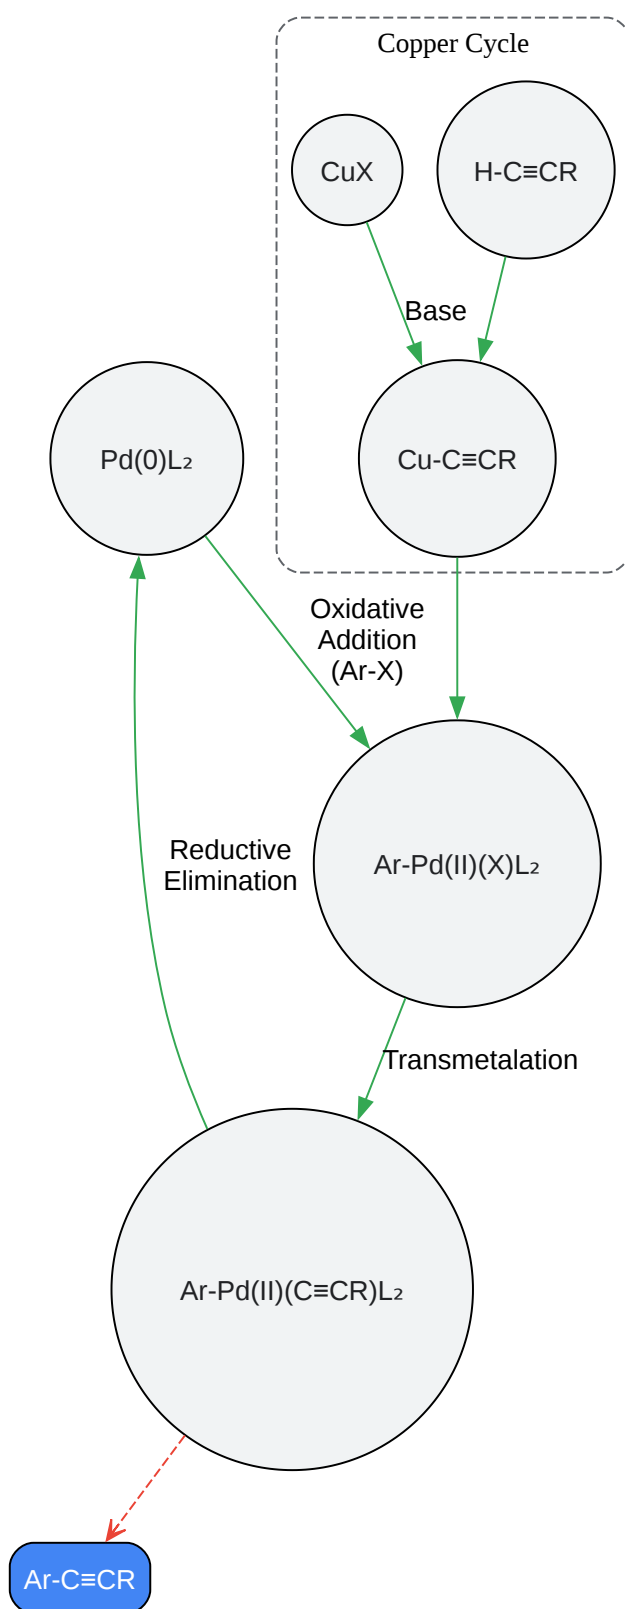 Copper Cycle
CuX
H-C≡CR
Base
Cu-C≡CR
Pd(0)L₂
Oxidative
Addition
(Ar-X)
Reductive
Elimination
Ar-Pd(II)(X)L₂
Transmetalation
Ar-Pd(II)(C≡CR)L₂
Ar-C≡CR